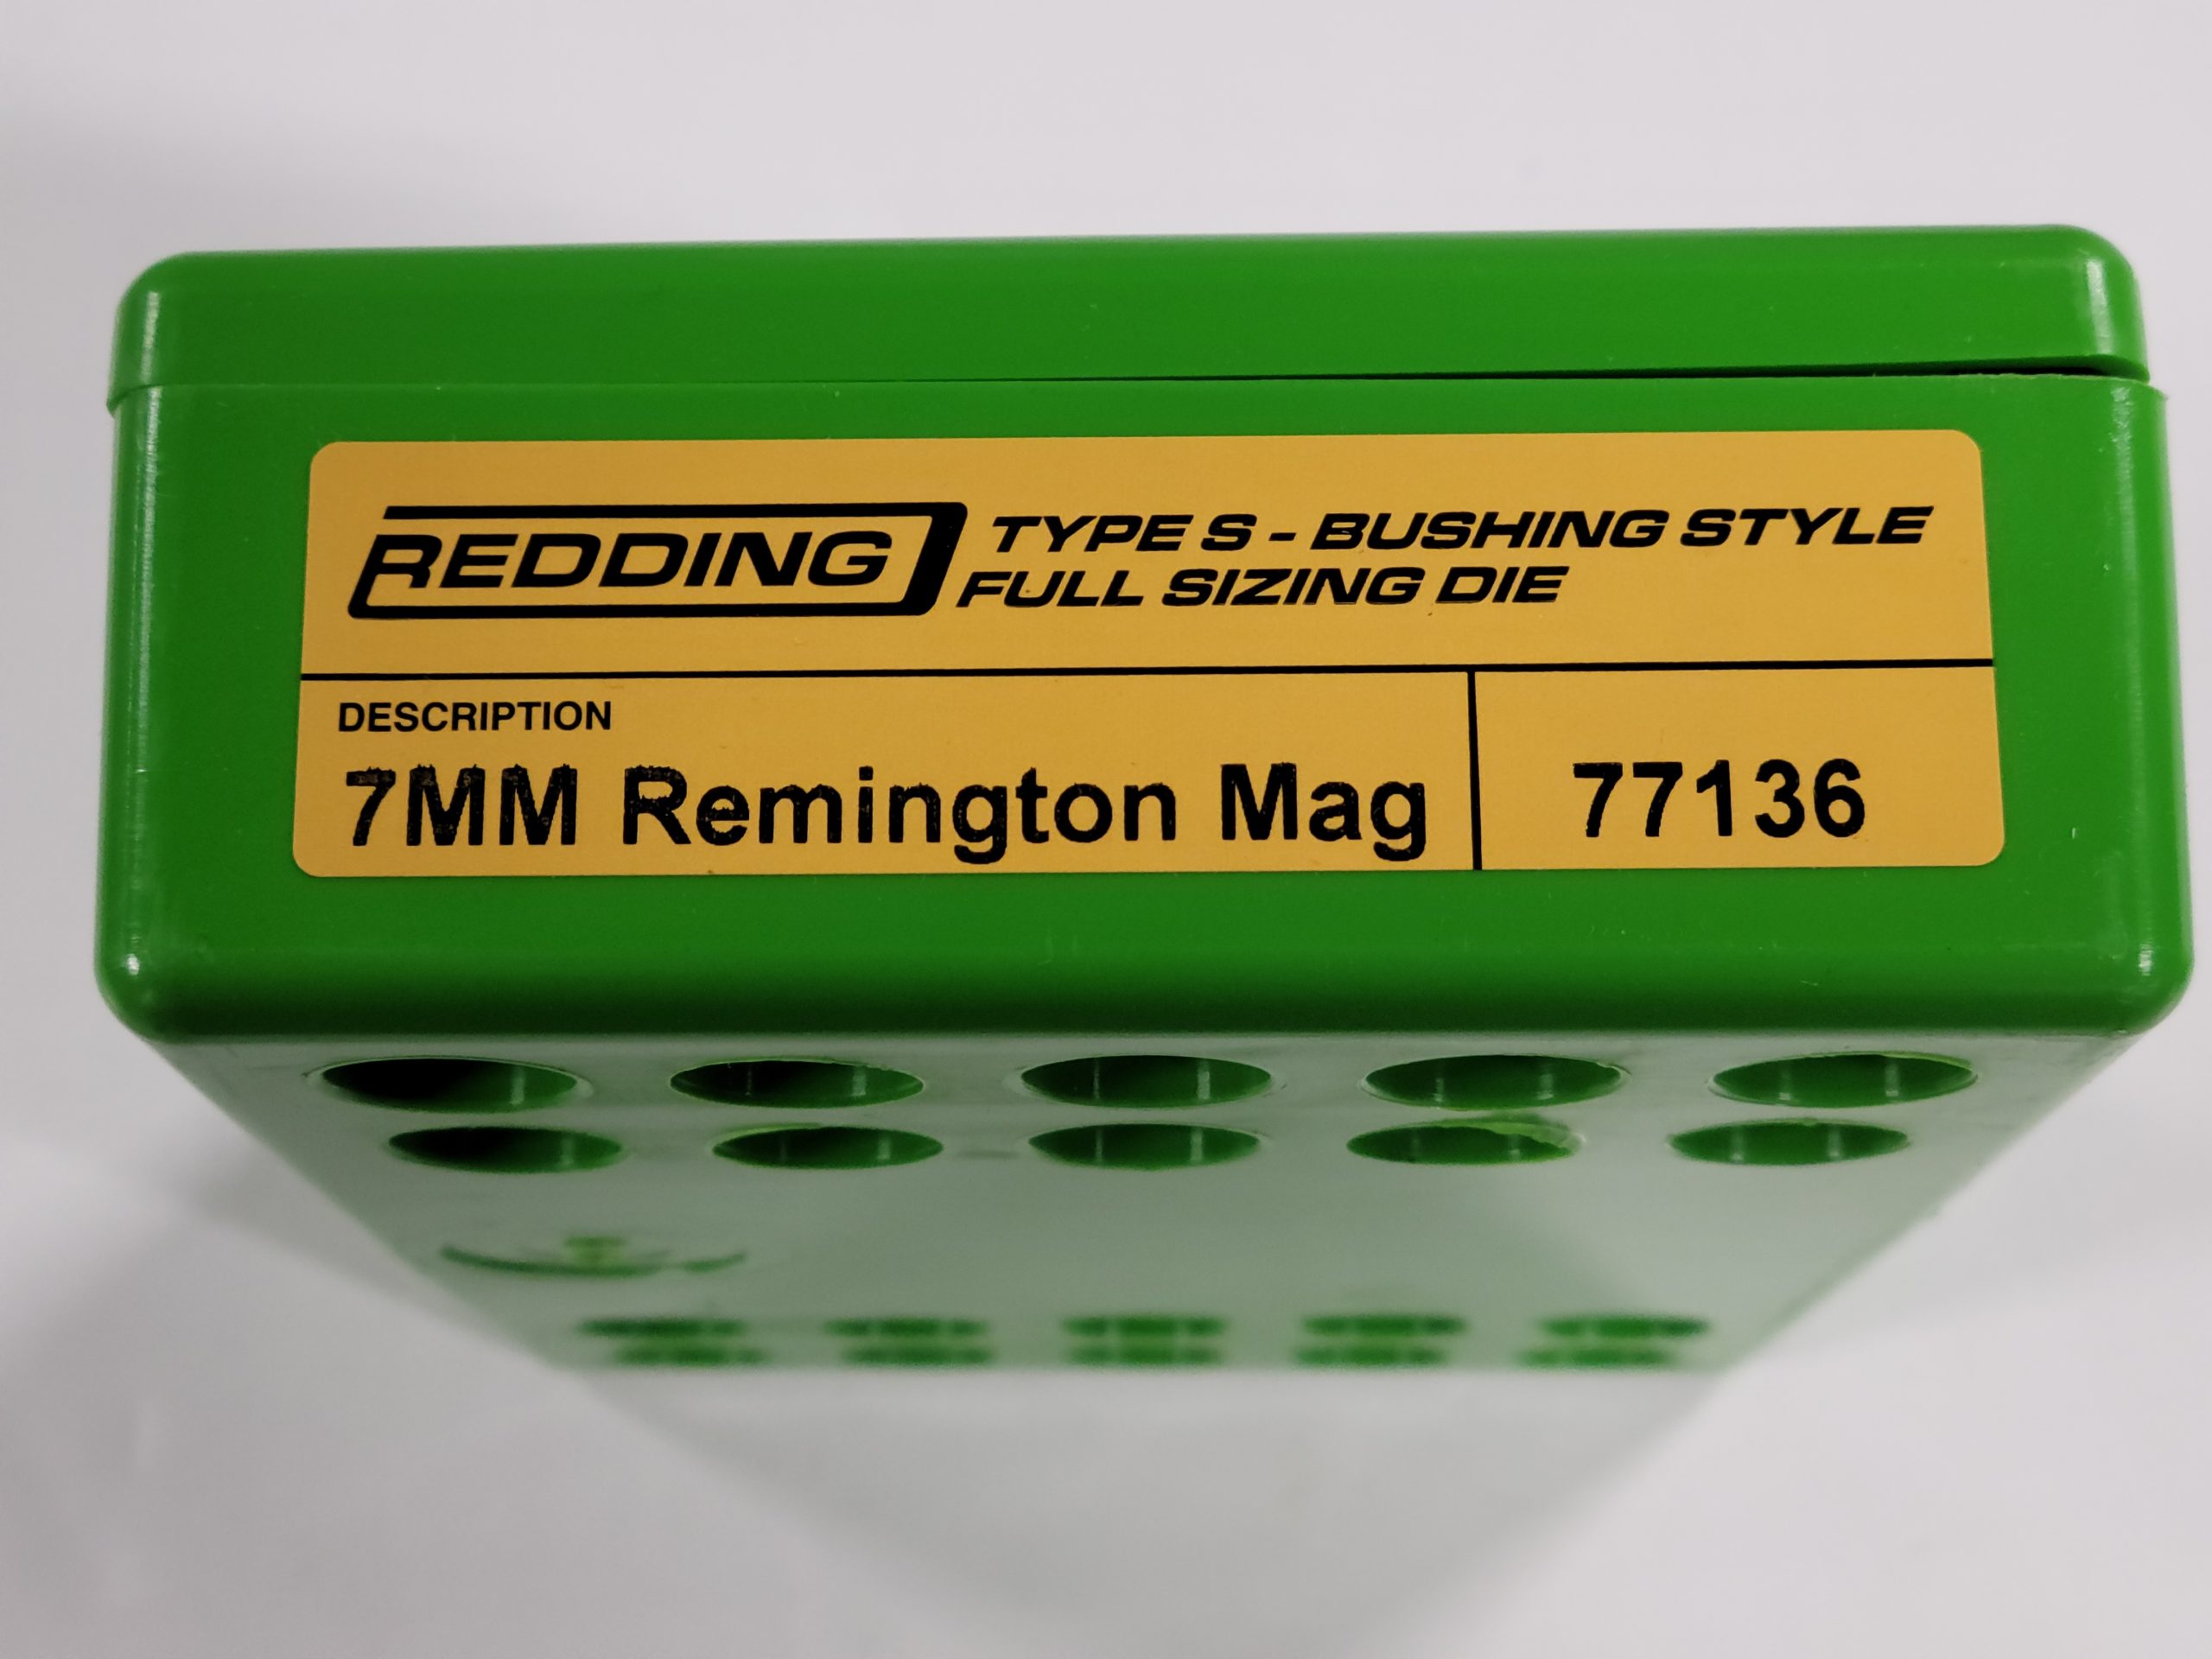 REDDING
TYPE S - BUSHING STYLE
FULL SIZING DIE
DESCRIPTION
7MM Remington Mag
77136